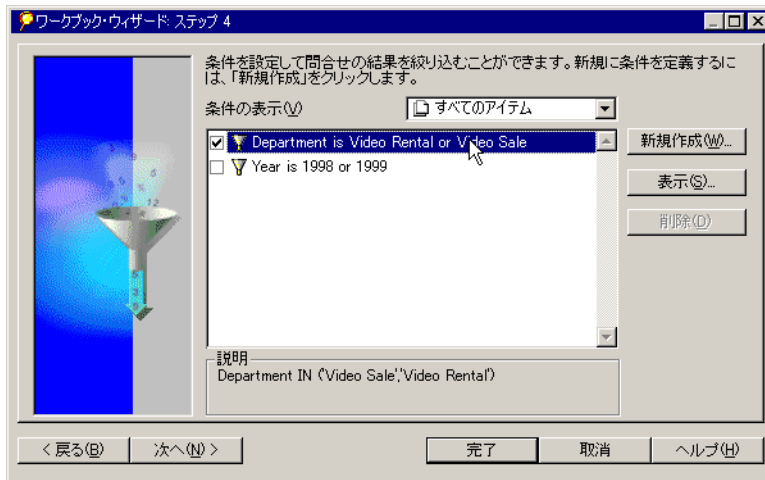 ワークブック・ウィザード: ステップ 4
条件を設定して問合せの結果を絞り込むことができます。新規に条件を定義するに
は、「新規作成」をクリックします。
条件の表示(V)
すべてのアイテム
Department is Video Rental or Video Sale
新規作成(W)...
Year is 1998 or 1999
表示(S)...
削除(D)
説明
Department IN ('Video Sale','Video Rental')
< 戻る(B)
次へ(N) >
完了
取消
ヘルプ(H)